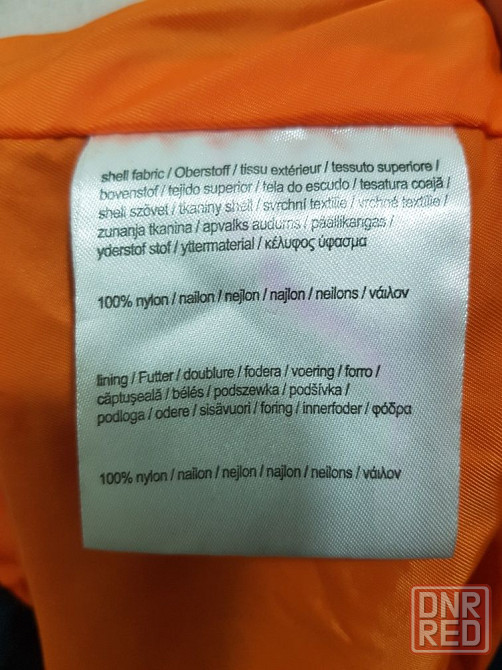 shell fabric / Oberstoff / tissu extérieur / tessuto superiore /
bovenstof / tejido superior / tela do escudo / tesatura coajă /
shell szövet / tkaniny shell / svrchní textilie / vrchné textílie /
zunanja tkanina / apvalks audums / päällikangas /
yderstof stof / yttermaterial / κέλυφος ύφασμα
100% nylon / nailon / nejlon / najlon / neilons / νάιλον
lining / Futter / doublure / fodera / voering / forro /
căptuşeală / bélés / podszewka / podšívka /
podloga / odere / sisävuori / foring / innerfoder / φόδρα
100% nylon / nailon / nejlon / najlon / neilons / νάιλον
DNR
RED